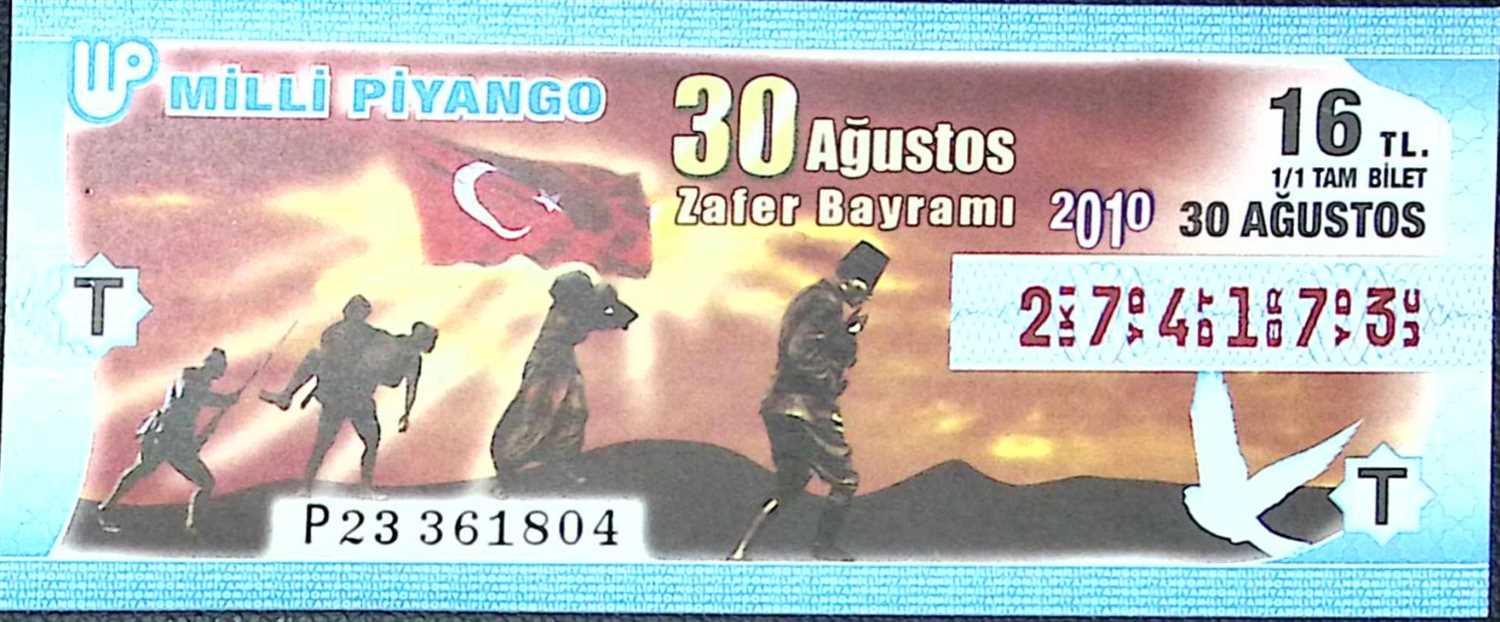 MİLLİ PİYANGO
30 Ağustos
Zafer Bayramı
2010
16 TL.
1/1 TAM BİLET
30 AĞUSTOS
2 7 4 1 7 3
T
T
P23 361804